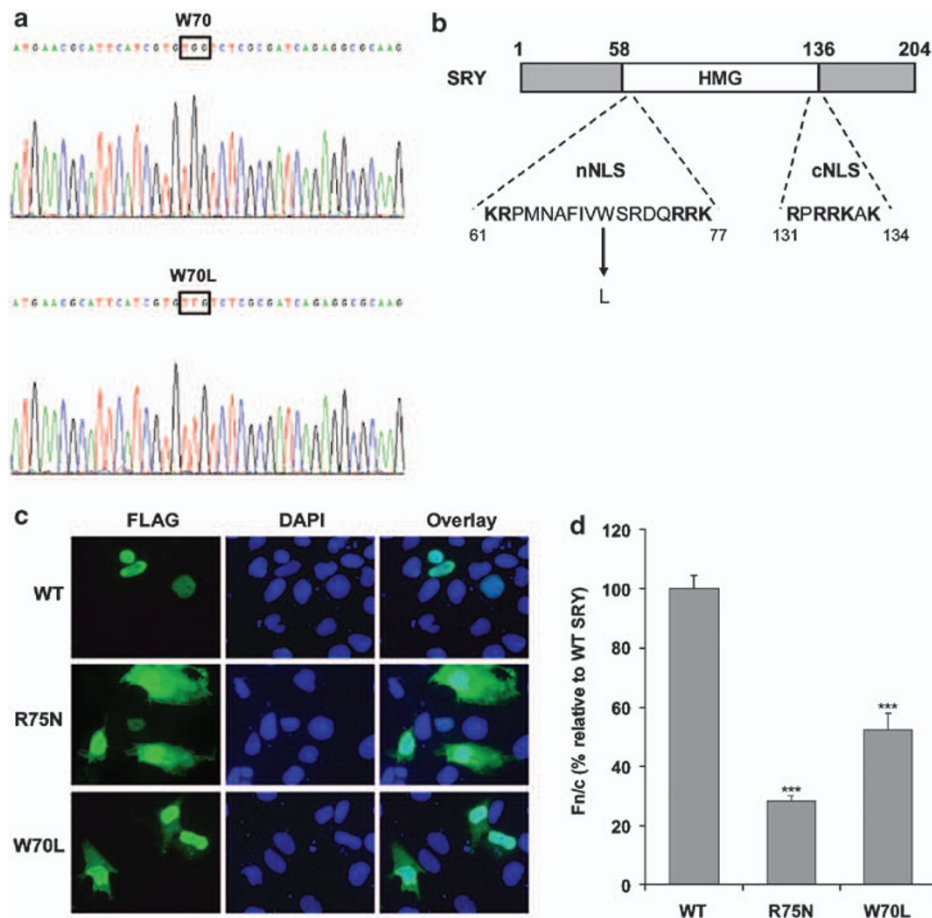 a
W70
ATGAACGCATTCATCGTGTGGTCTCGCGATCAGAGGCGCAAG
W70L
ATGAACGCATTCATCGTGTTGTCTCGCGATCAGAGGCGCAAG
b
1 58 136 204
SRY HMG
nNLS cNLS
KRPMNAFIVWSRDQRRK RPRRKAK
61 77 131 134
L
c
FLAG DAPI Overlay
WT
R75N
W70L
d
Fn/c (% relative to WT SRY)
120
100
80
60
40
20
0
***
***
WT R75N W70L